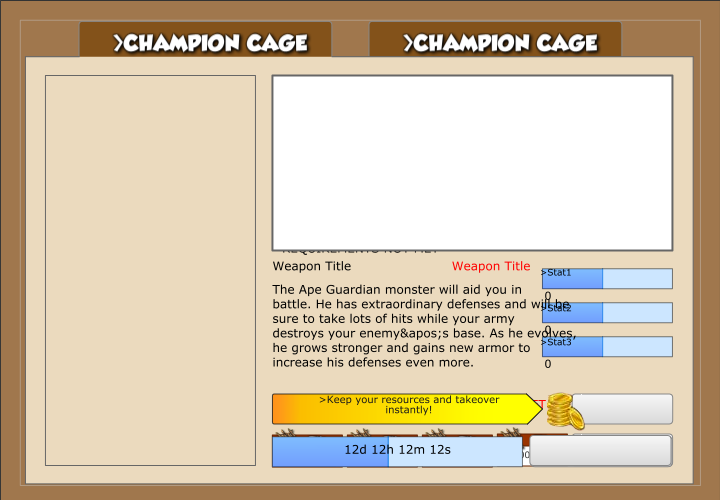 >CHAMPION CAGE
>CHAMPION CAGE
REQUIREMENTS NOT MET
Weapon Title
Weapon Title
The Ape Guardian monster will aid you in
battle. He has extraordinary defenses and will be
sure to take lots of hits while your army
destroys your enemy&apos;s base. As he evolves,
he grows stronger and gains new armor to
increase his defenses even more.
>Stat1
0
>Stat2
0
>Stat3
0
>Keep your resources and takeover
instantly!
12d 12h 12m 12s